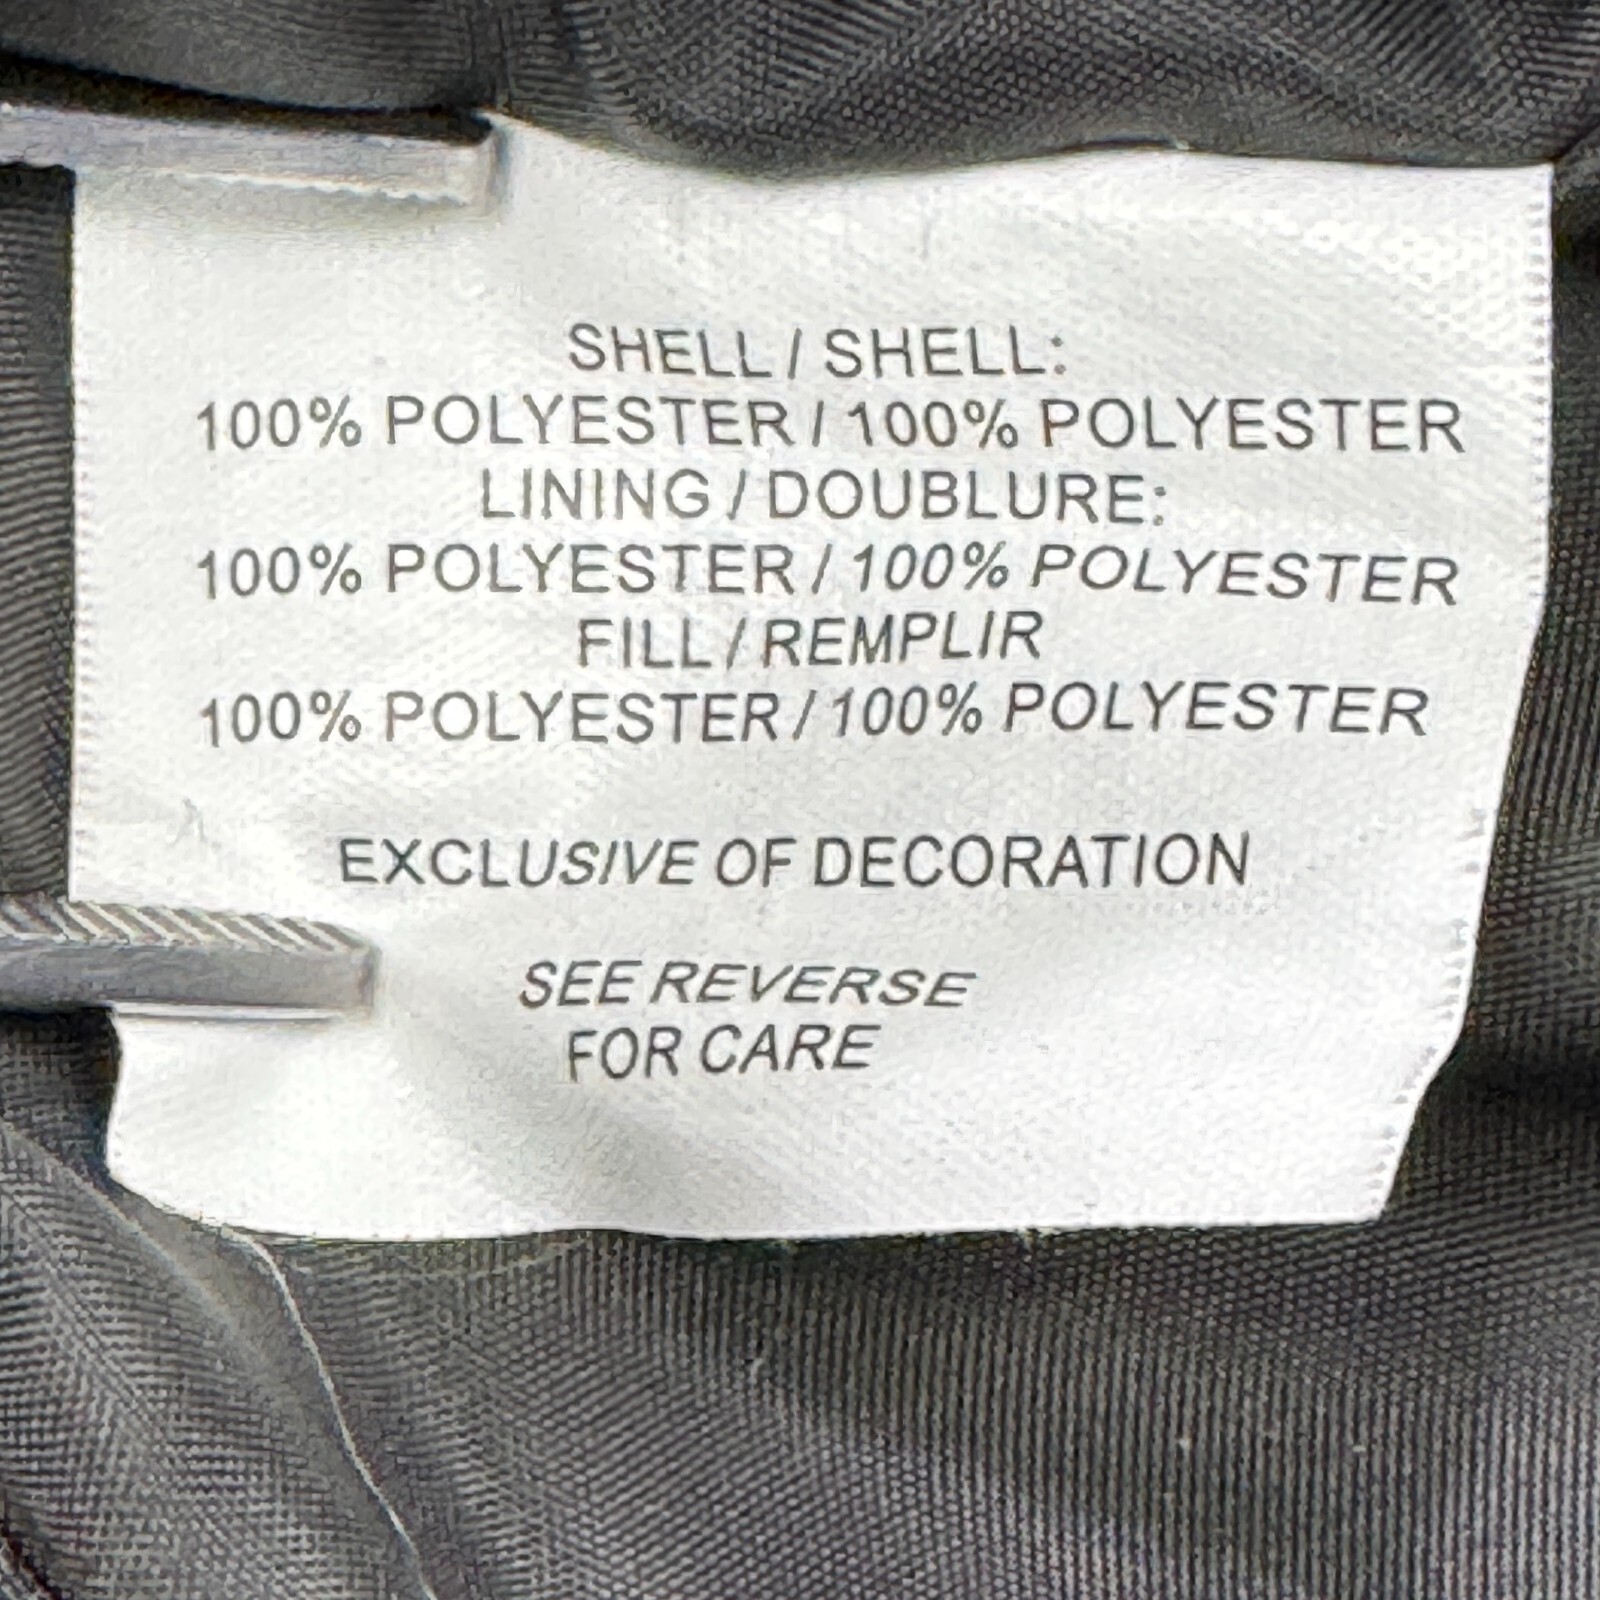 SHELL / SHELL:
100% POLYESTER / 100% POLYESTER
LINING / DOUBLURE:
100% POLYESTER / 100% POLYESTER
FILL / REMPLIR
100% POLYESTER / 100% POLYESTER
EXCLUSIVE OF DECORATION
SEE REVERSE
FOR CARE